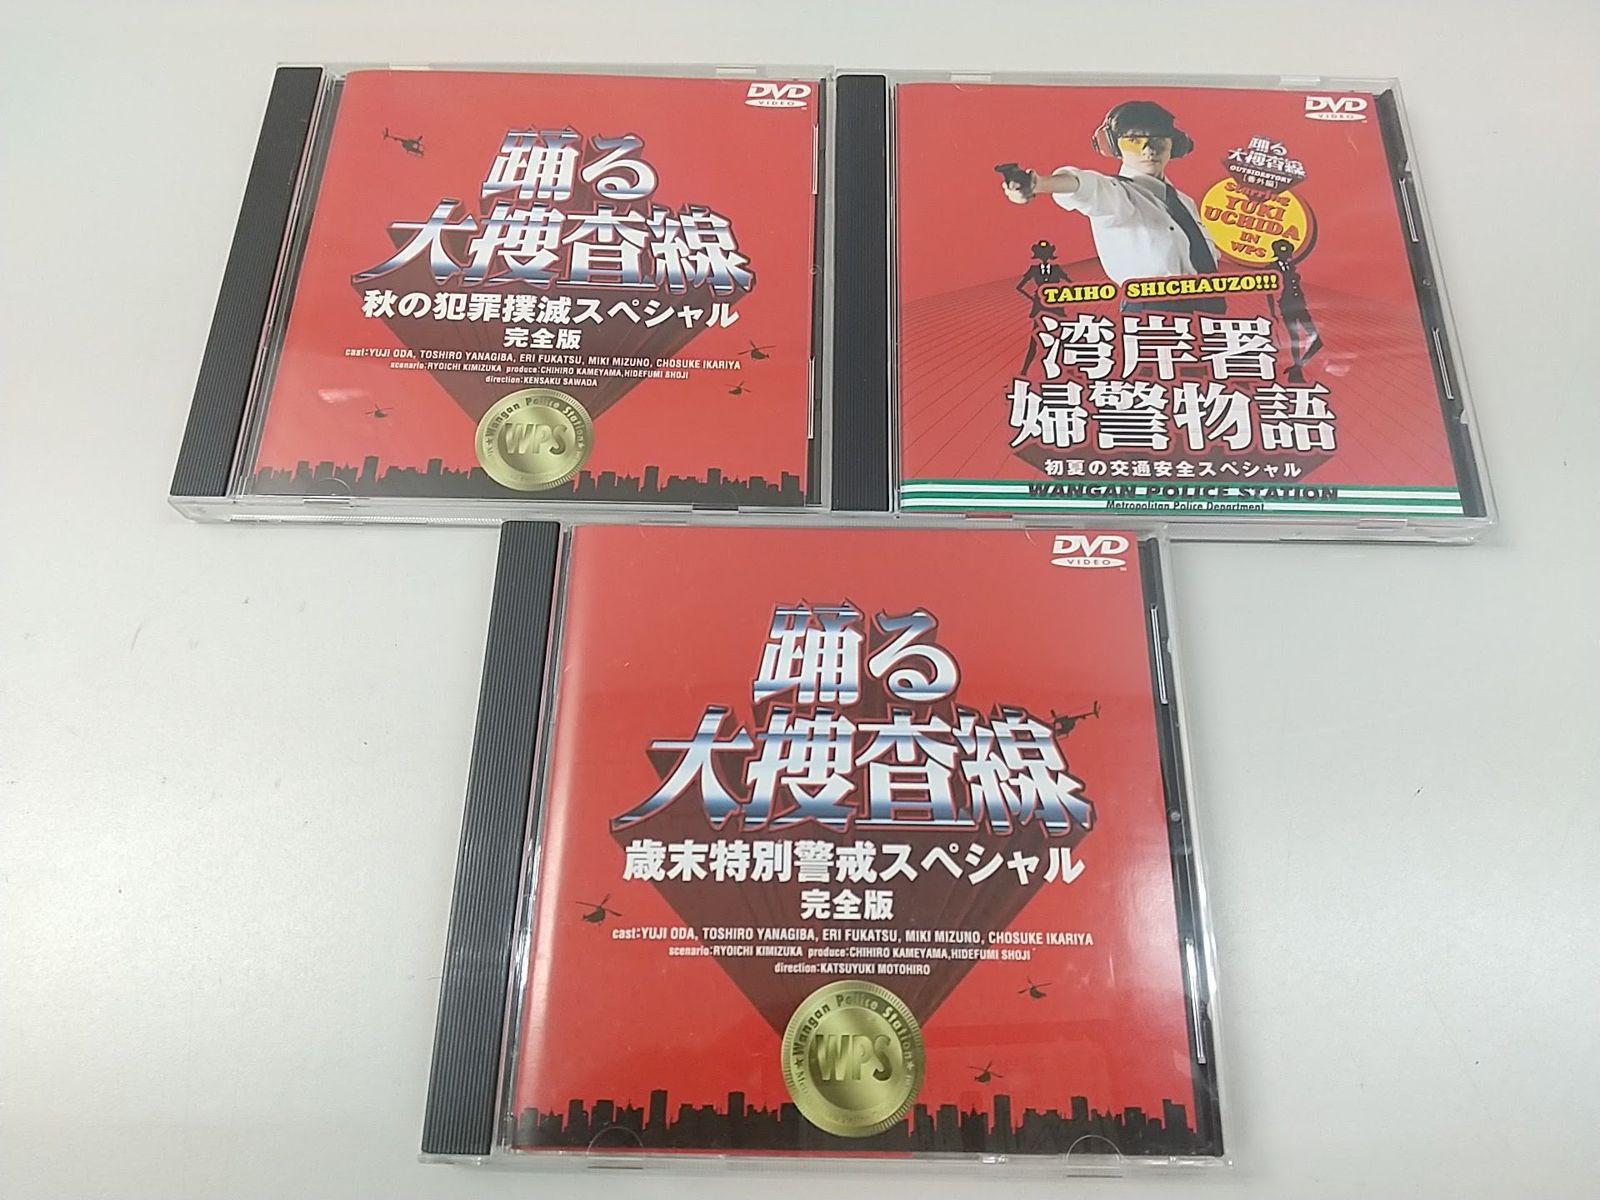 DVD
VIDEO
踊る
大捜査線
秋の犯罪撲滅スペシャル
完全版
cast:YUJI ODA, TOSHIRO YANAGIBA, ERI FUKATSU, MIKI MIZUNO, CHOSUKE IKARIYA
scenario:RYOICHI KIMIZUKA produce:CHIHIRO KAMEYAMA,HIDEFUMI SHOJI
direction:KENSAKU SAWADA
Wangan Police Station
WPS
DVD
VIDEO
踊る
大捜査線
OUTSIDESTORY
[番外編]
Starring
YUKI
UCHIDA
IN
WPS
TAIHO SHICHAUZO!!!
湾岸署
婦警物語
初夏の交通安全スペシャル
WANGAN POLICE STATION
Metropolitan Police Department
DVD
VIDEO
踊る
大捜査線
歳末特別警戒スペシャル
完全版
cast:YUJI ODA, TOSHIRO YANAGIBA, ERI FUKATSU, MIKI MIZUNO, CHOSUKE IKARIYA
scenario:RYOICHI KIMIZUKA produce:CHIHIRO KAMEYAMA,HIDEFUMI SHOJI
direction:KATSUYUKI MOTOHIRO
Wangan Police Station
WPS